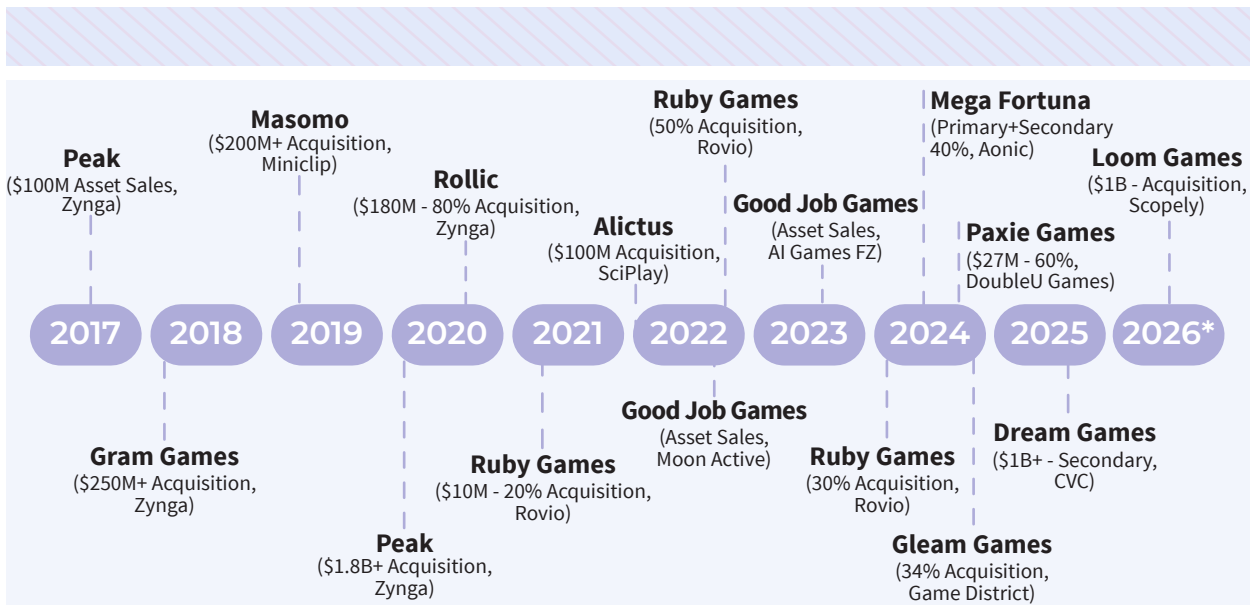 Peak
($100M Asset Sales,
Zynga)
Masomo
($200M+ Acquisition,
Miniclip)
Rollic
($180M - 80% Acquisition,
Zynga)
Alictus
($100M Acquisition,
SciPlay)
Ruby Games
(50% Acquisition,
Rovio)
Good Job Games
(Asset Sales,
AI Games FZ)
Mega Fortuna
(Primary+Secondary
40%, Aonic)
Paxie Games
($27M - 60%,
DoubleU Games)
Loom Games
($1B - Acquisition,
Scopely)
2017 2018 2019 2020 2021 2022 2023 2024 2025 2026*
Gram Games
($250M+ Acquisition,
Zynga)
Peak
($1.8B+ Acquisition,
Zynga)
Ruby Games
($10M - 20% Acquisition,
Rovio)
Good Job Games
(Asset Sales,
Moon Active)
Ruby Games
(30% Acquisition,
Rovio)
Gleam Games
(34% Acquisition,
Game District)
Dream Games
($1B+ - Secondary,
CVC)